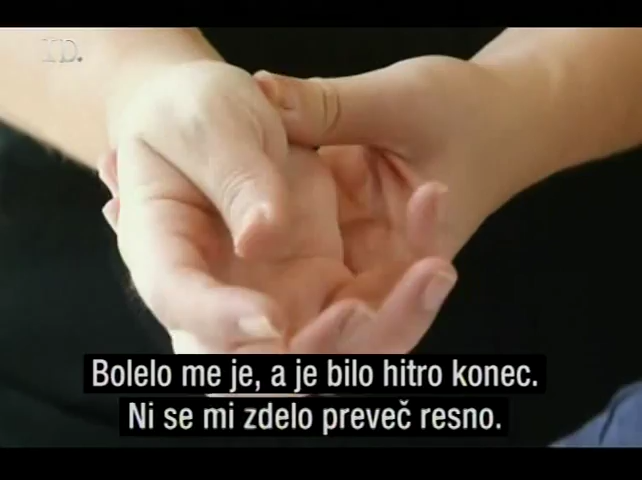 Bolelo me je, a je bilo hitro konec.
Ni se mi zdelo preveč resno.